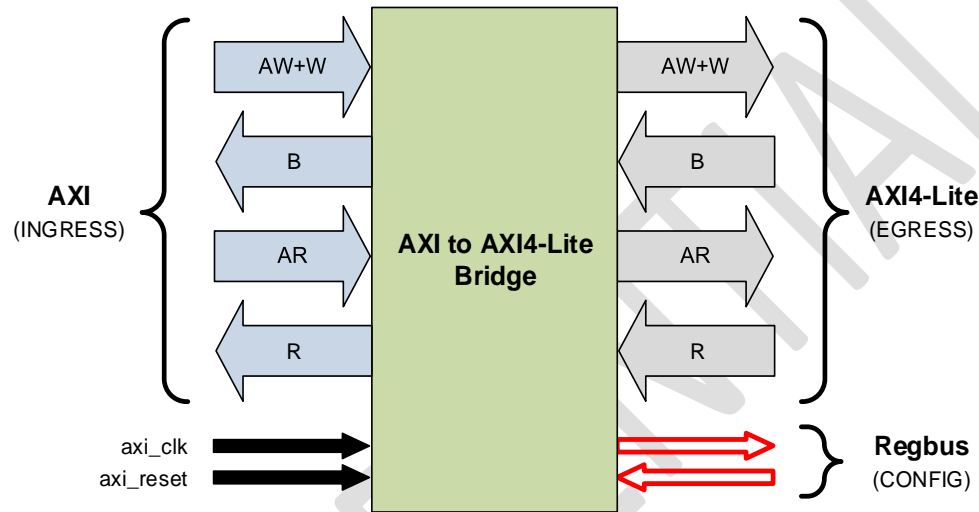 AXI
(INGRESS)
AW+W
B
AR
R
axi_clk
axi_reset
AXI to AXI4-Lite
Bridge
AW+W
B
AR
R
AXI4-Lite
(EGRESS)
Regbus
(CONFIG)